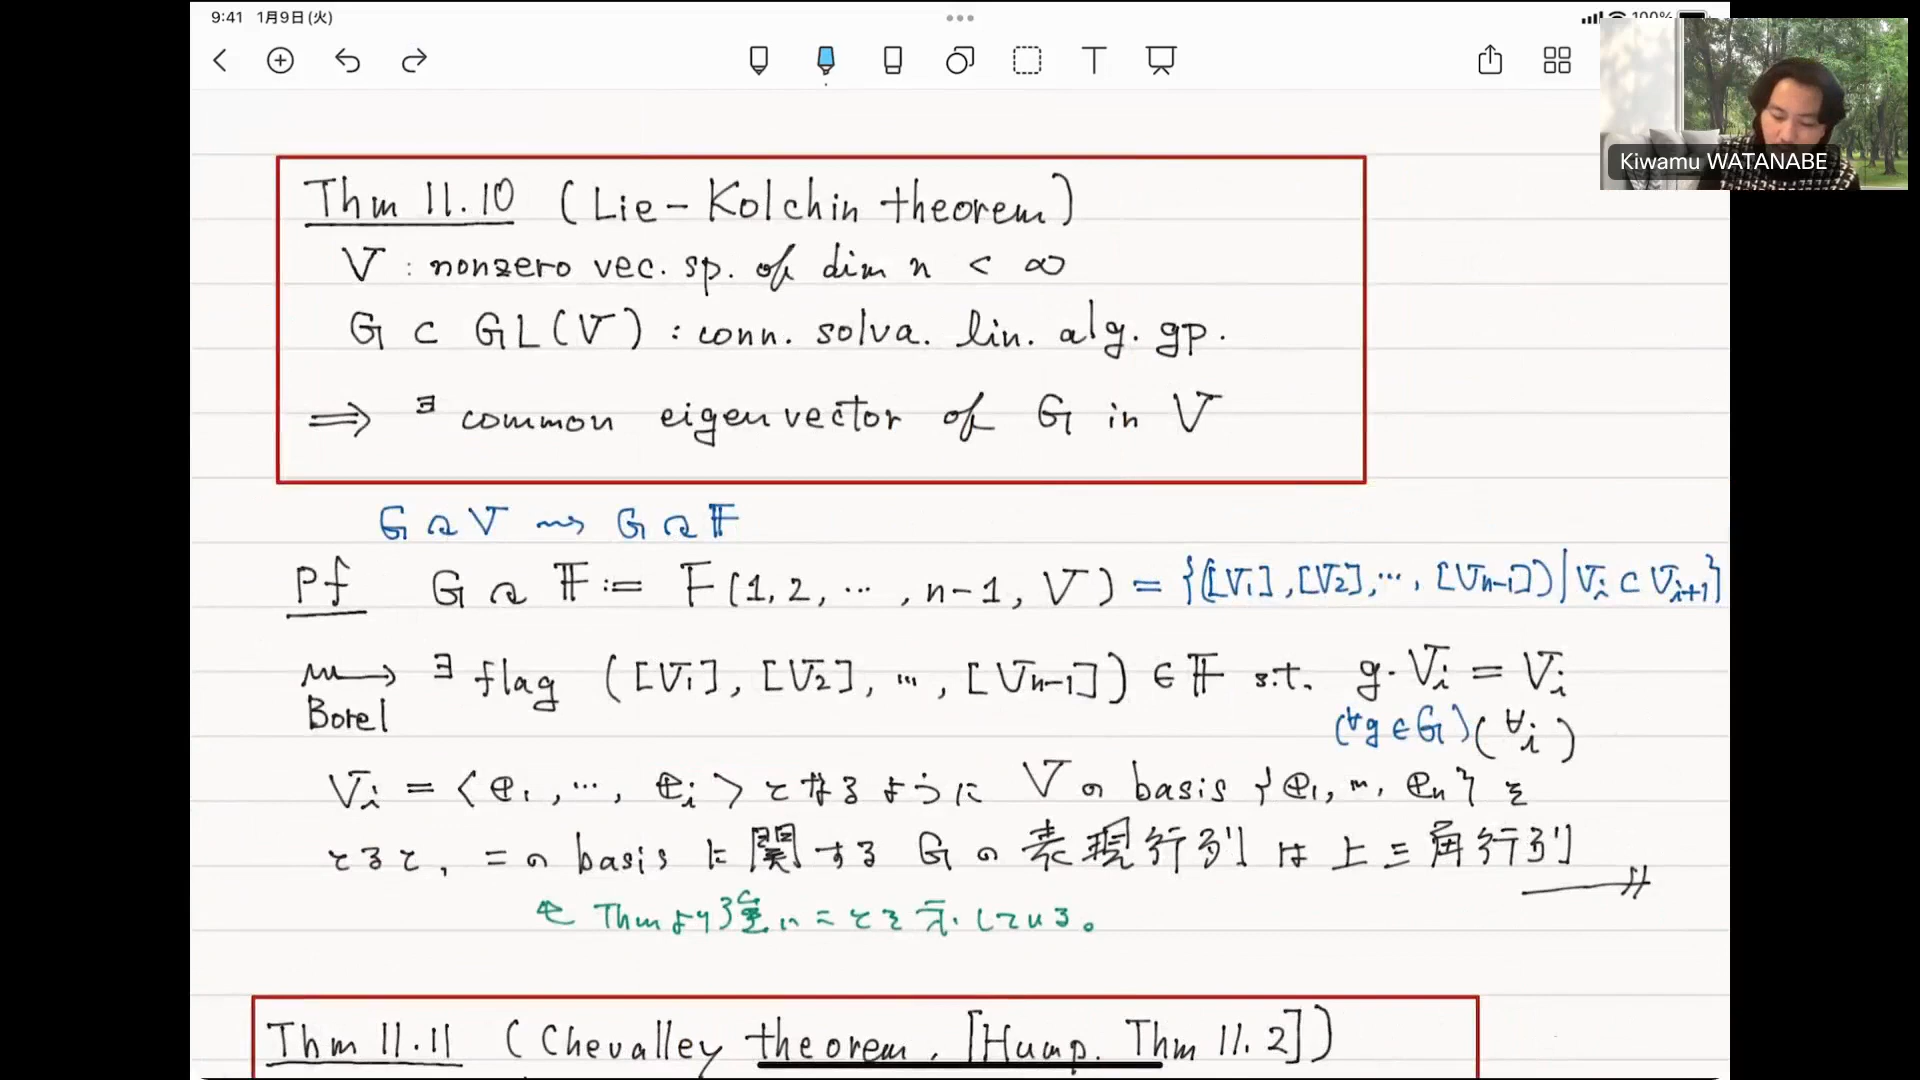 9:41 1月9日(火)
100%
Kiwamu WATANABE
Thm 11.10 (Lie-Kolchin theorem)
V : nonzero vec. sp. of dim n < ∞
G ⊂ GL(V) : conn. solva. lin. alg. gp.
⟹ ∃ common eigenvector of G in V
G ↷ V ⇝ G ↷ 𝔽
Pf G ↷ 𝔽 := F(1,2,…,n-1,V) = {([V1],[V2],…,[Vn-1]) | Vi ⊂ Vi+1}
⇝ ∃ flag ([V1],[V2],…,[Vn-1]) ∈ 𝔽 s.t. g·Vi = Vi
Borel (∀g∈G)(∀i)
Vi = <e1,…,ei> となるように V の basis {e1,…,en} を
とると, この basis に関する G の表現行列は上三角行列 //
← Thmより強いことを示している。
Thm 11.11 (Chevalley theorem, [Hump. Thm 11.2])